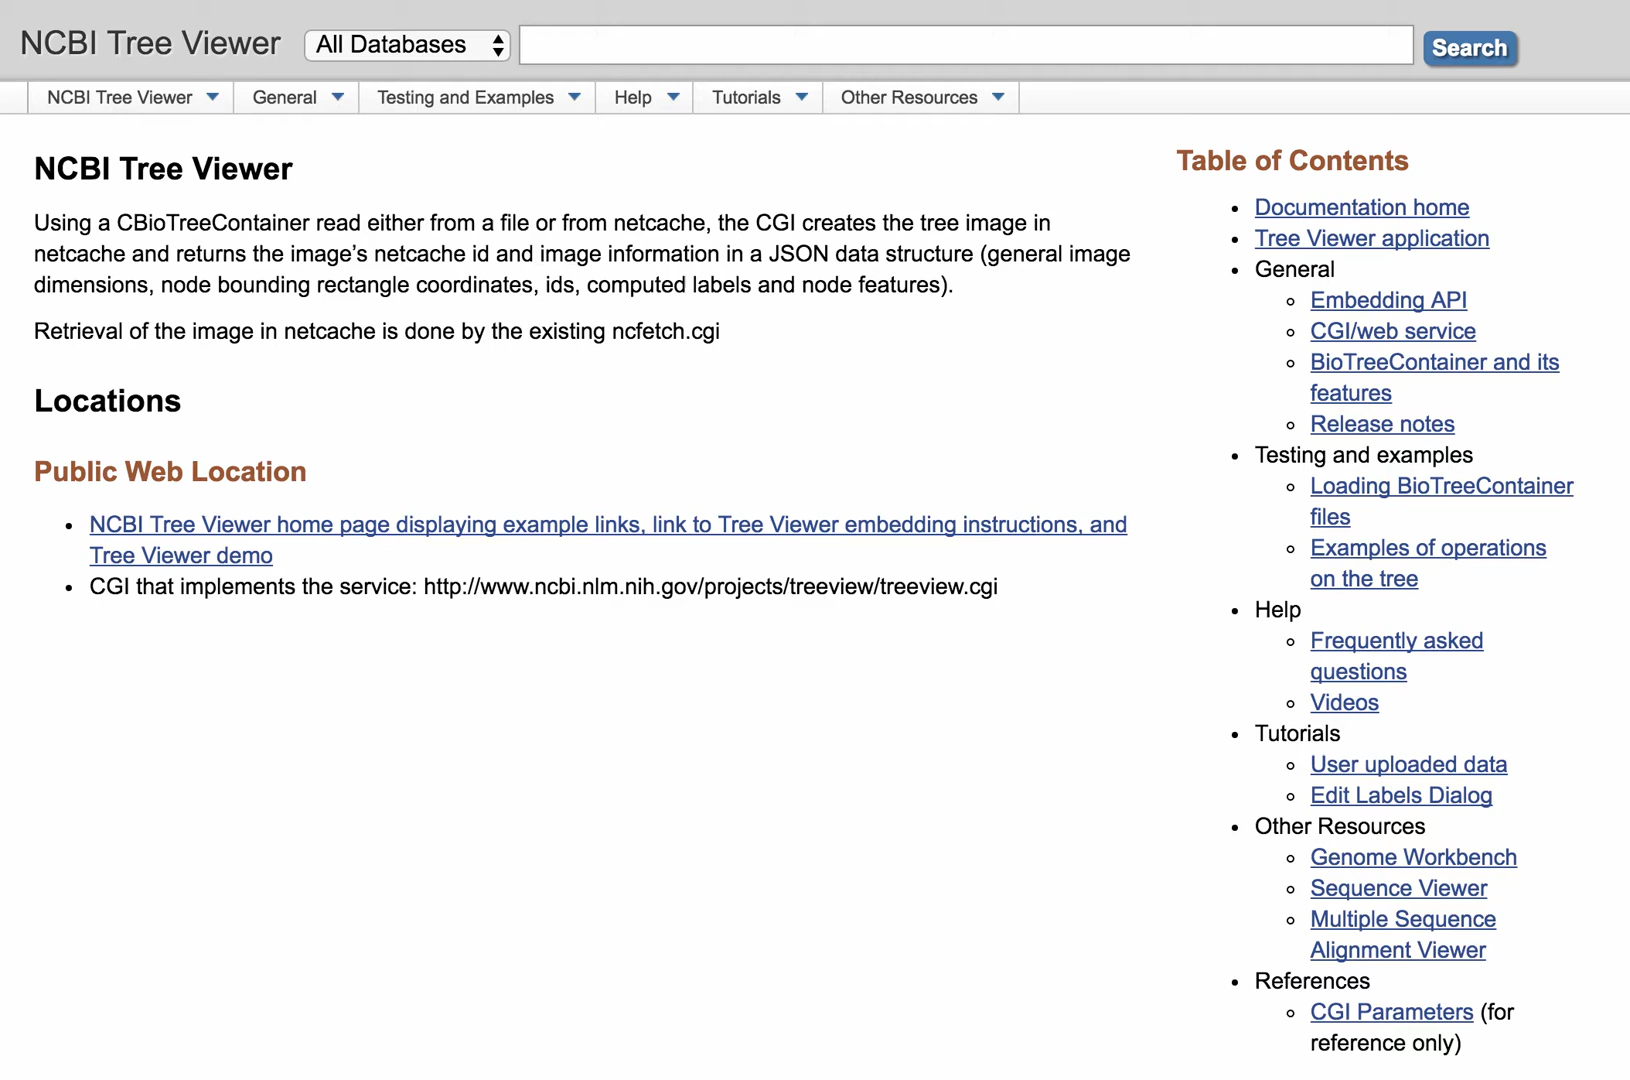 NCBI Tree Viewer
All Databases
Search
NCBI Tree Viewer
General
Testing and Examples
Help
Tutorials
Other Resources
NCBI Tree Viewer
Using a CBioTreeContainer read either from a file or from netcache, the CGI creates the tree image in
netcache and returns the image’s netcache id and image information in a JSON data structure (general image
dimensions, node bounding rectangle coordinates, ids, computed labels and node features).
Retrieval of the image in netcache is done by the existing ncfetch.cgi
Locations
Public Web Location
NCBI Tree Viewer home page displaying example links, link to Tree Viewer embedding instructions, and
Tree Viewer demo
CGI that implements the service: http://www.ncbi.nlm.nih.gov/projects/treeview/treeview.cgi
Table of Contents
Documentation home
Tree Viewer application
General
Embedding API
CGI/web service
BioTreeContainer and its
features
Release notes
Testing and examples
Loading BioTreeContainer
files
Examples of operations
on the tree
Help
Frequently asked
questions
Videos
Tutorials
User uploaded data
Edit Labels Dialog
Other Resources
Genome Workbench
Sequence Viewer
Multiple Sequence
Alignment Viewer
References
CGI Parameters (for
reference only)